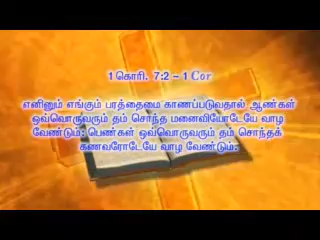 1கொரி. 7:2 – 1 Cor
எனினும் எங்கும் பரத்தைமை காணப்படுவதால் ஆண்கள்
ஒவ்வொருவரும் தம் சொந்த மனைவியோடேயே வாழ
வேண்டும்: பெண்கள் ஒவ்வொருவரும் தம் சொந்தக்
கணவரோடேயே வாழ வேண்டும்.